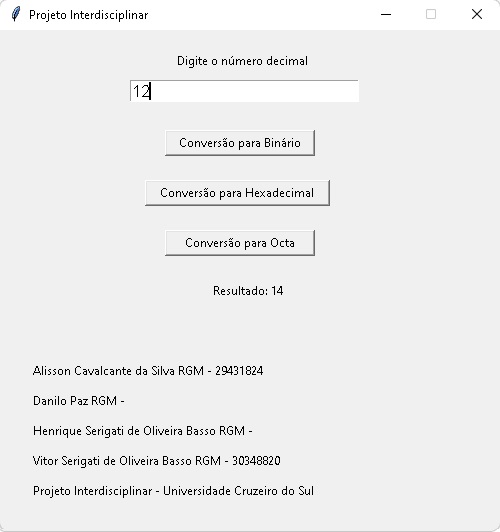 Projeto Interdisciplinar
Digite o número decimal
12
Conversão para Binário
Conversão para Hexadecimal
Conversão para Octa
Resultado: 14
Alisson Cavalcante da Silva RGM - 29431824
Danilo Paz RGM -
Henrique Serigati de Oliveira Basso RGM -
Vitor Serigati de Oliveira Basso RGM - 30348820
Projeto Interdisciplinar - Universidade Cruzeiro do Sul